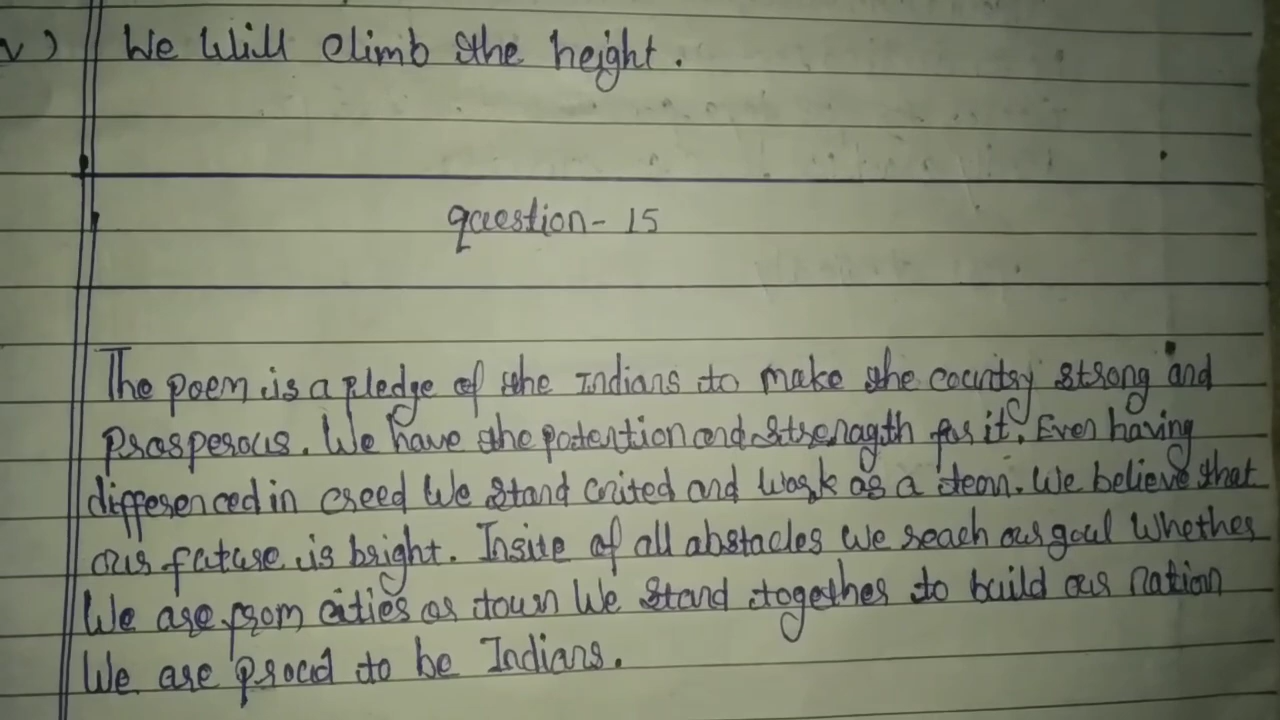 v) We will climb the height.
question - 15
The poem is a pledge of the Indians to make the country strong and
prosperous. We have the potention and strenagth for it. Even having
differenced in creed We stand united and work as a team. We believe that
our future is bright. Insite of all abstacles we reach our goal whether
We are from cities or town We stand together to build our nation
We are proud to be Indians.